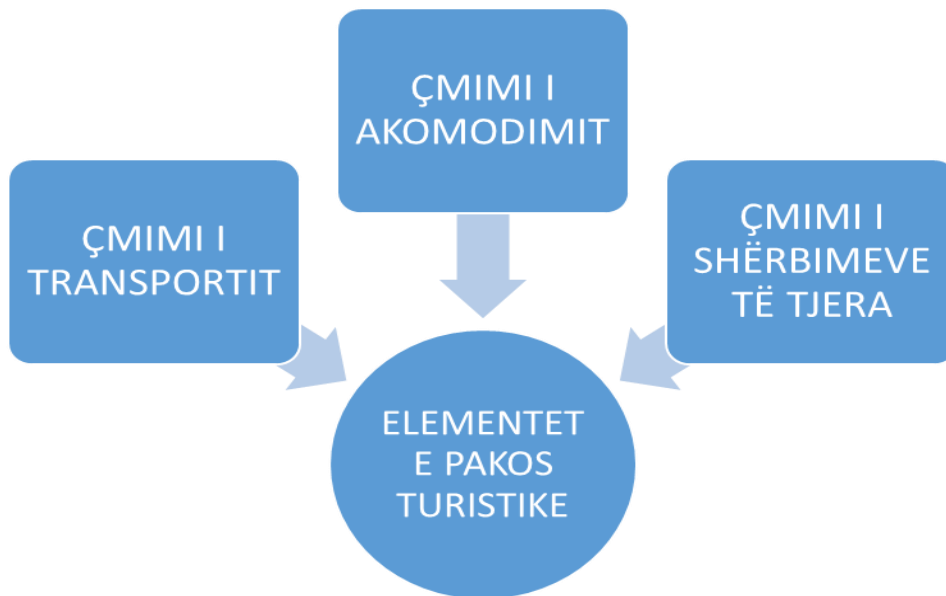 ÇMIMI I
AKOMODIMIT
ÇMIMI I
TRANSPORTIT
ÇMIMI I
SHËRBIMEVE
TË TJERA
ELEMENTET
E PAKOS
TURISTIKE